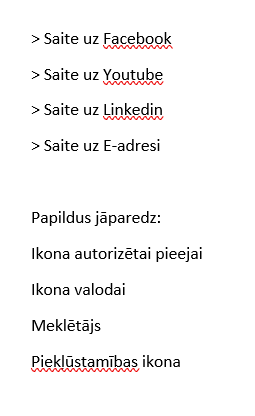 > Saite uz Facebook
> Saite uz Youtube
> Saite uz Linkedin
> Saite uz E-adresi
Papildus jāparedz:
Ikona autorizētai pieejai
Ikona valodai
Meklētājs
Piekļūstamības ikona